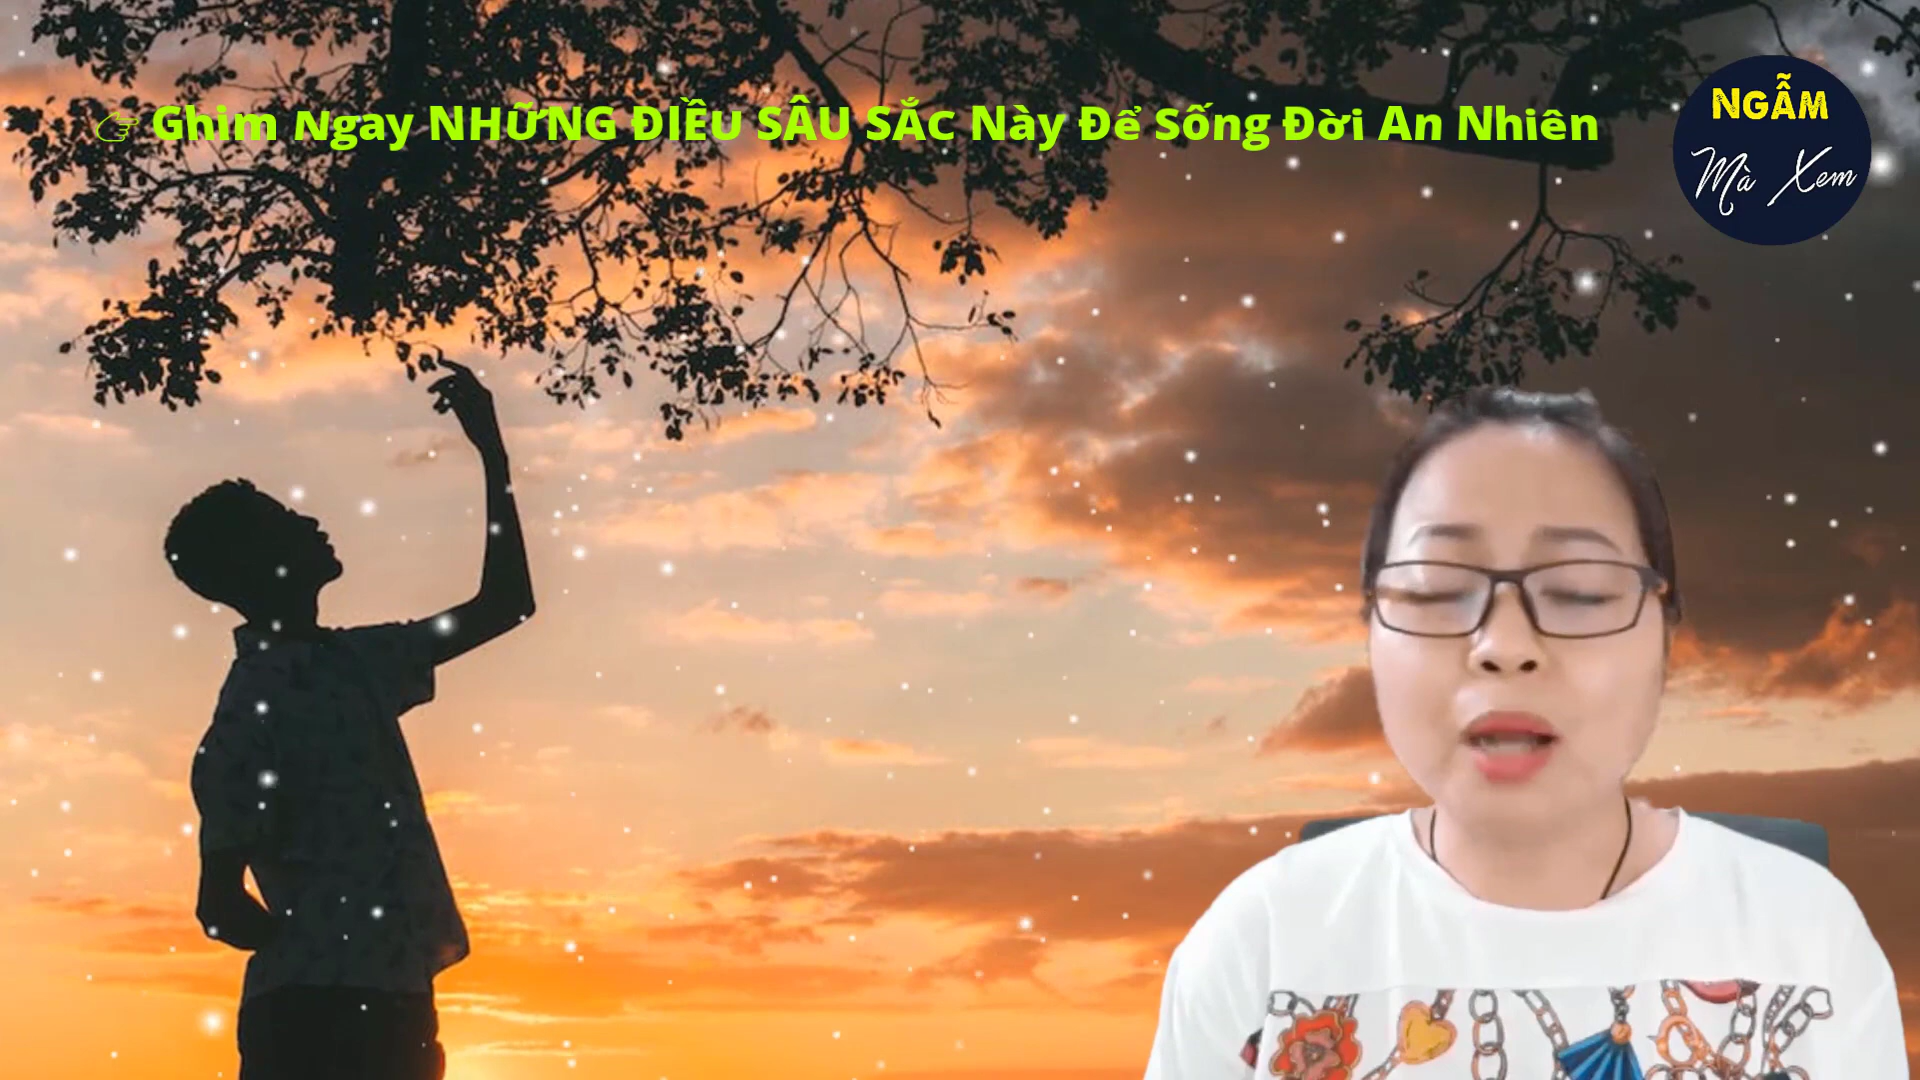 👉 Ghim Ngay NHỮNG ĐIỀU SÂU SẮC Này Để Sống Đời An Nhiên
NGẪM
Mà Xem